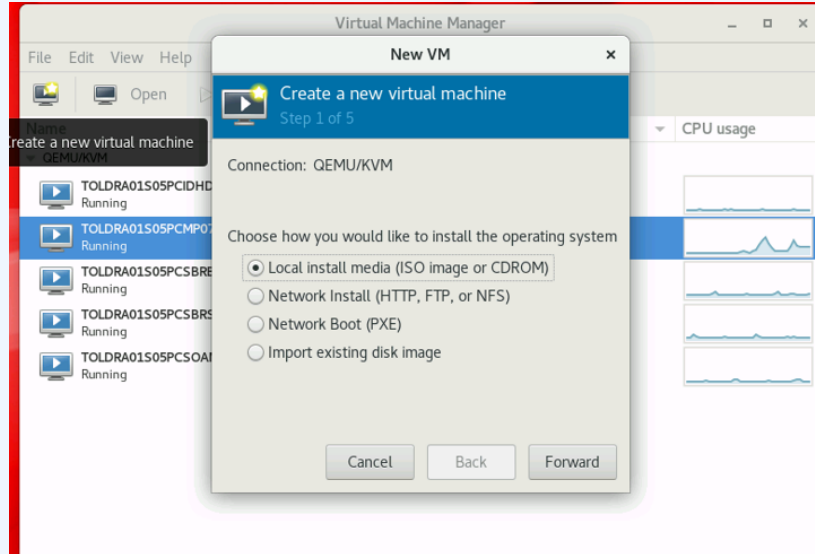 Virtual Machine Manager
File Edit View Help
New VM
Open
Create a new virtual machine
Step 1 of 5
Name
CPU usage
Create a new virtual machine
QEMU/KVM
Connection: QEMU/KVM
TOLDRA01S05PCIDHD
Running
TOLDRA01S05PCMP07
Running
TOLDRA01S05PCSBRE
Running
TOLDRA01S05PCSBRS
Running
TOLDRA01S05PCSOAM
Running
Choose how you would like to install the operating system
Local install media (ISO image or CDROM)
Network Install (HTTP, FTP, or NFS)
Network Boot (PXE)
Import existing disk image
Cancel Back Forward